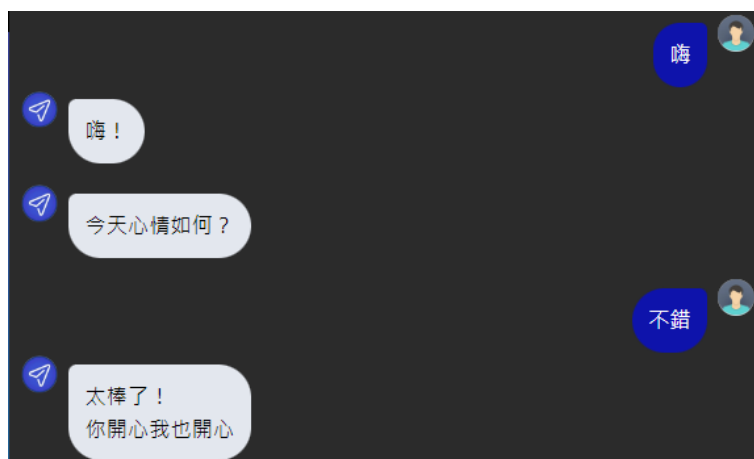 嗨
嗨！
今天心情如何？
不錯
太棒了！
你開心我也開心